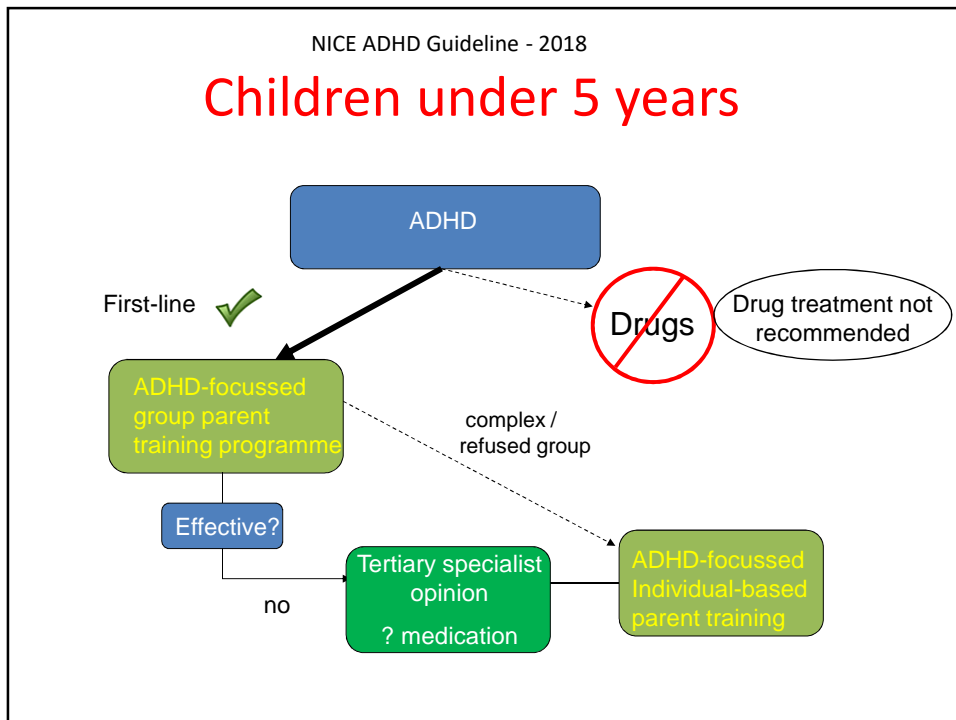 NICE ADHD Guideline - 2018
Children under 5 years
ADHD
First-line
Drugs
Drug treatment not
recommended
ADHD-focussed
group parent
training programme
complex /
refused group
Effective?
no
Tertiary specialist
opinion
? medication
ADHD-focussed
Individual-based
parent training